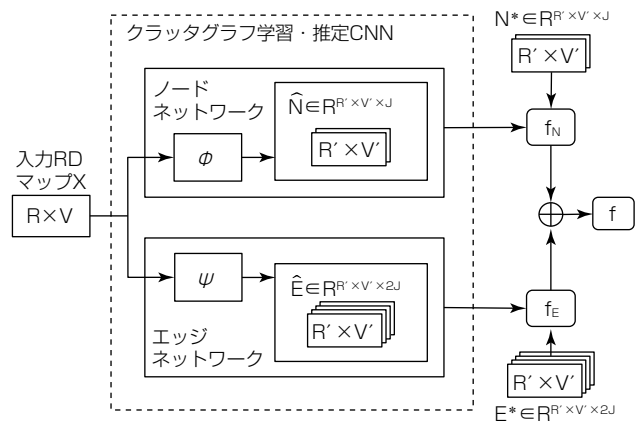 クラッタグラフ学習・推定CNN
N*∈R^{R′×V′×J}
R′×V′
ノード
ネットワーク
N̂∈R^{R′×V′×J}
R′×V′
Φ
f_N
入力RD
マップX
R×V
f
Ψ
Ê∈R^{R′×V′×2J}
R′×V′
エッジ
ネットワーク
f_E
R′×V′
E*∈R^{R′×V′×2J}